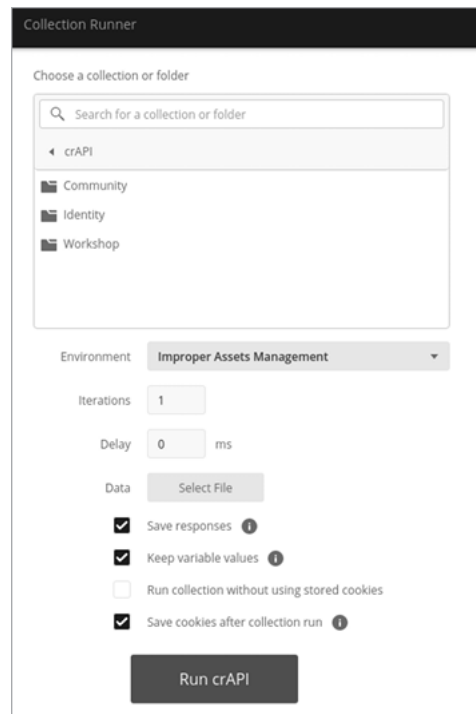 Collection Runner
Choose a collection or folder
Search for a collection or folder
crAPI
Community
Identity
Workshop
Environment Improper Assets Management
Iterations 1
Delay 0 ms
Data Select File
Save responses
Keep variable values
Run collection without using stored cookies
Save cookies after collection run
Run crAPI